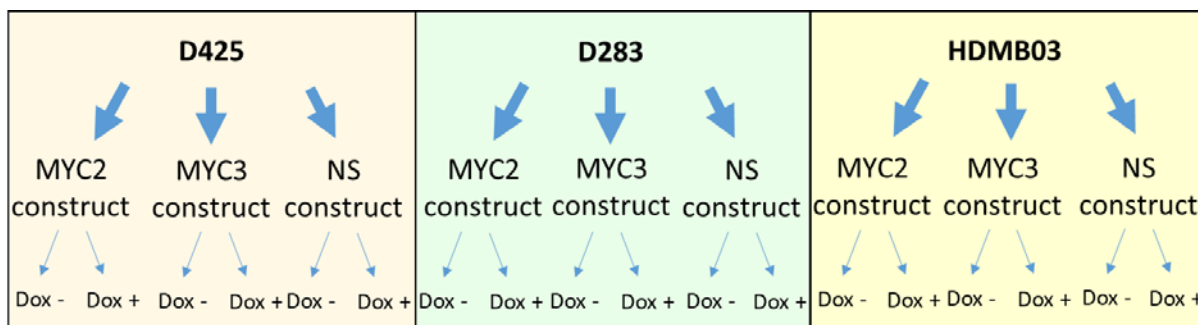 D425
D283
HDMB03
MYC2 MYC3 NS
construct construct construct
Dox - Dox + Dox - Dox + Dox - Dox +
MYC2 MYC3 NS
construct construct construct
Dox - Dox + Dox - Dox + Dox - Dox +
MYC2 MYC3 NS
construct construct construct
Dox - Dox + Dox - Dox + Dox - Dox +